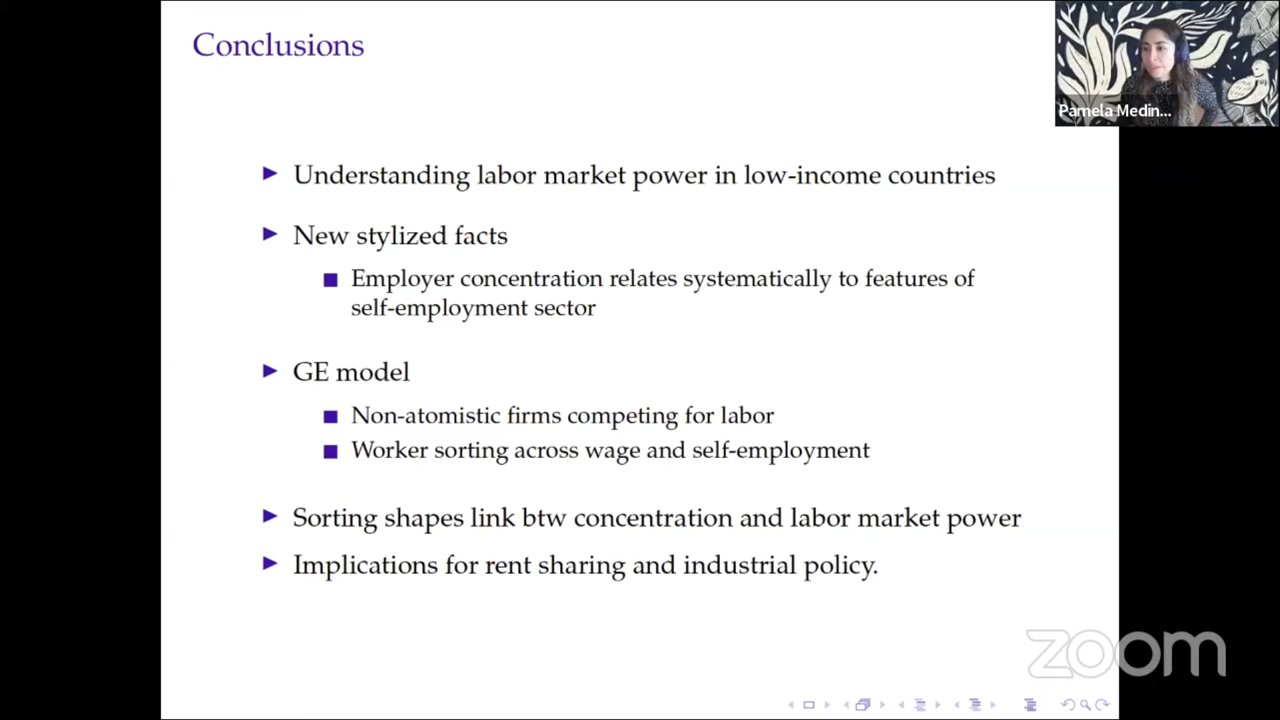 Conclusions
Pamela Medin...
Understanding labor market power in low-income countries
New stylized facts
Employer concentration relates systematically to features of
self-employment sector
GE model
Non-atomistic firms competing for labor
Worker sorting across wage and self-employment
Sorting shapes link btw concentration and labor market power
Implications for rent sharing and industrial policy.
zoom